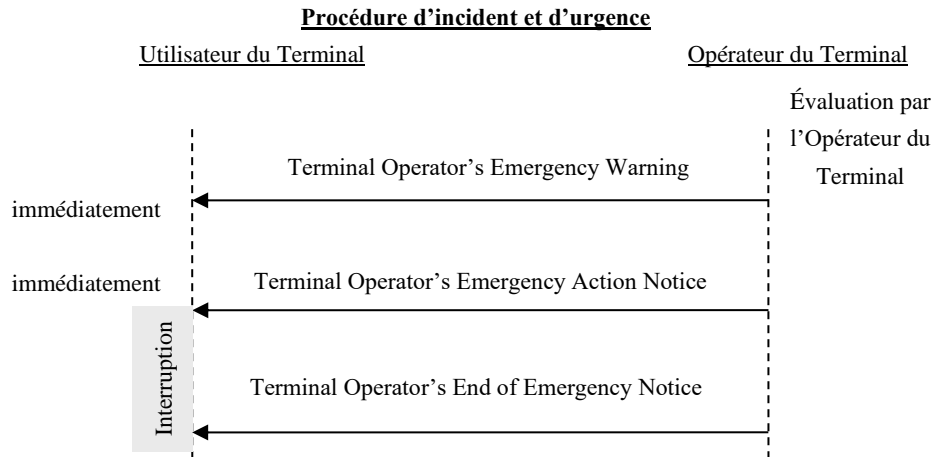 Procédure d’incident et d’urgence
Utilisateur du Terminal
Opérateur du Terminal
Évaluation par
l’Opérateur du
Terminal
Terminal Operator’s Emergency Warning
immédiatement
immédiatement
Terminal Operator’s Emergency Action Notice
Interruption
Terminal Operator’s End of Emergency Notice